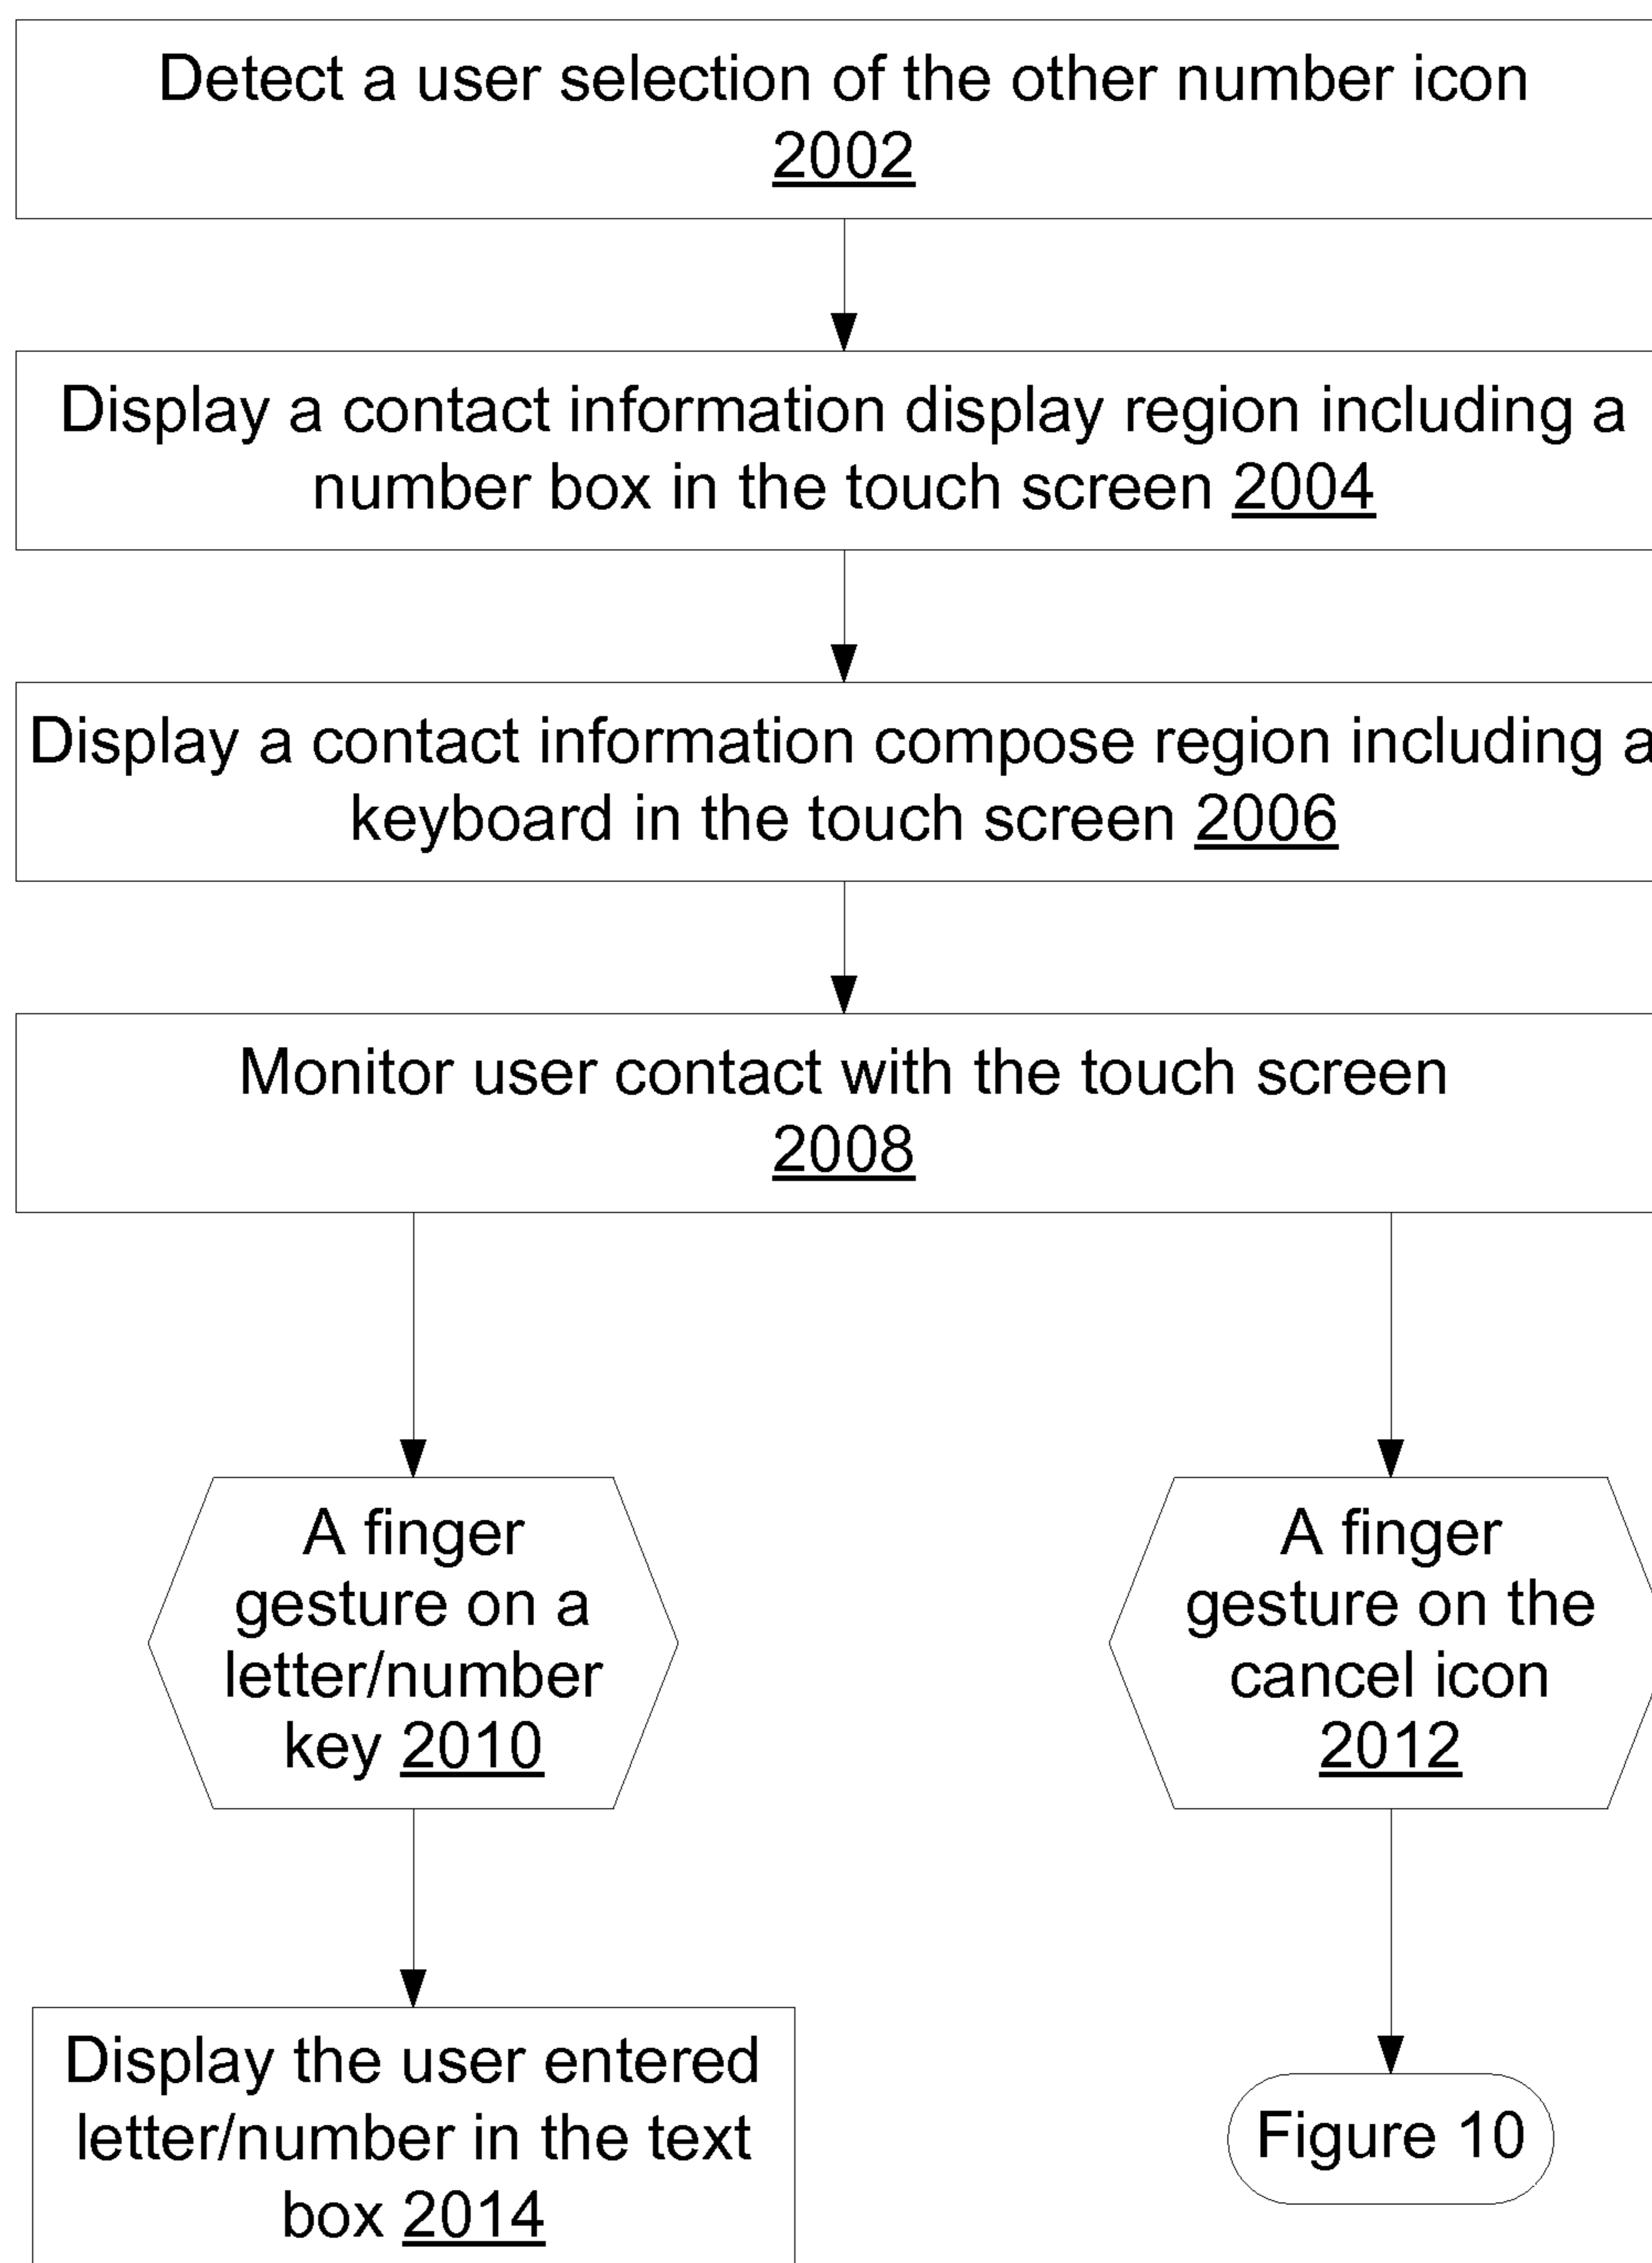 Detect a user selection of the other number icon
2002
Display a contact information display region including a
number box in the touch screen 2004
Display a contact information compose region including a
keyboard in the touch screen 2006
Monitor user contact with the touch screen
2008
A finger
gesture on a
letter/number
key 2010
A finger
gesture on the
cancel icon
2012
Display the user entered
letter/number in the text
box 2014
Figure 10